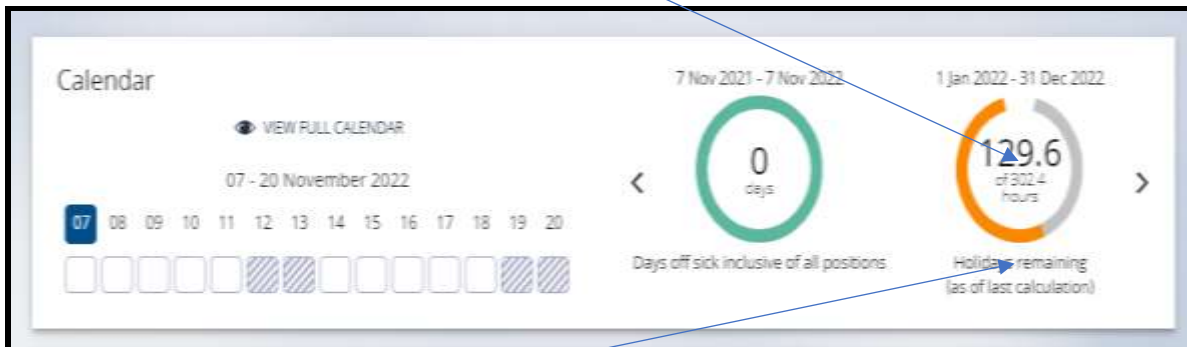 Calendar
VIEW FULL CALENDAR
07 - 20 November 2022
07 08 09 10 11 12 13 14 15 16 17 18 19 20
7 Nov 2021 - 7 Nov 2022
0
days
Days off sick inclusive of all positions
1 Jan 2022 - 31 Dec 2022
129.6
of 302.4
hours
Holidays remaining
(as of last calculation)